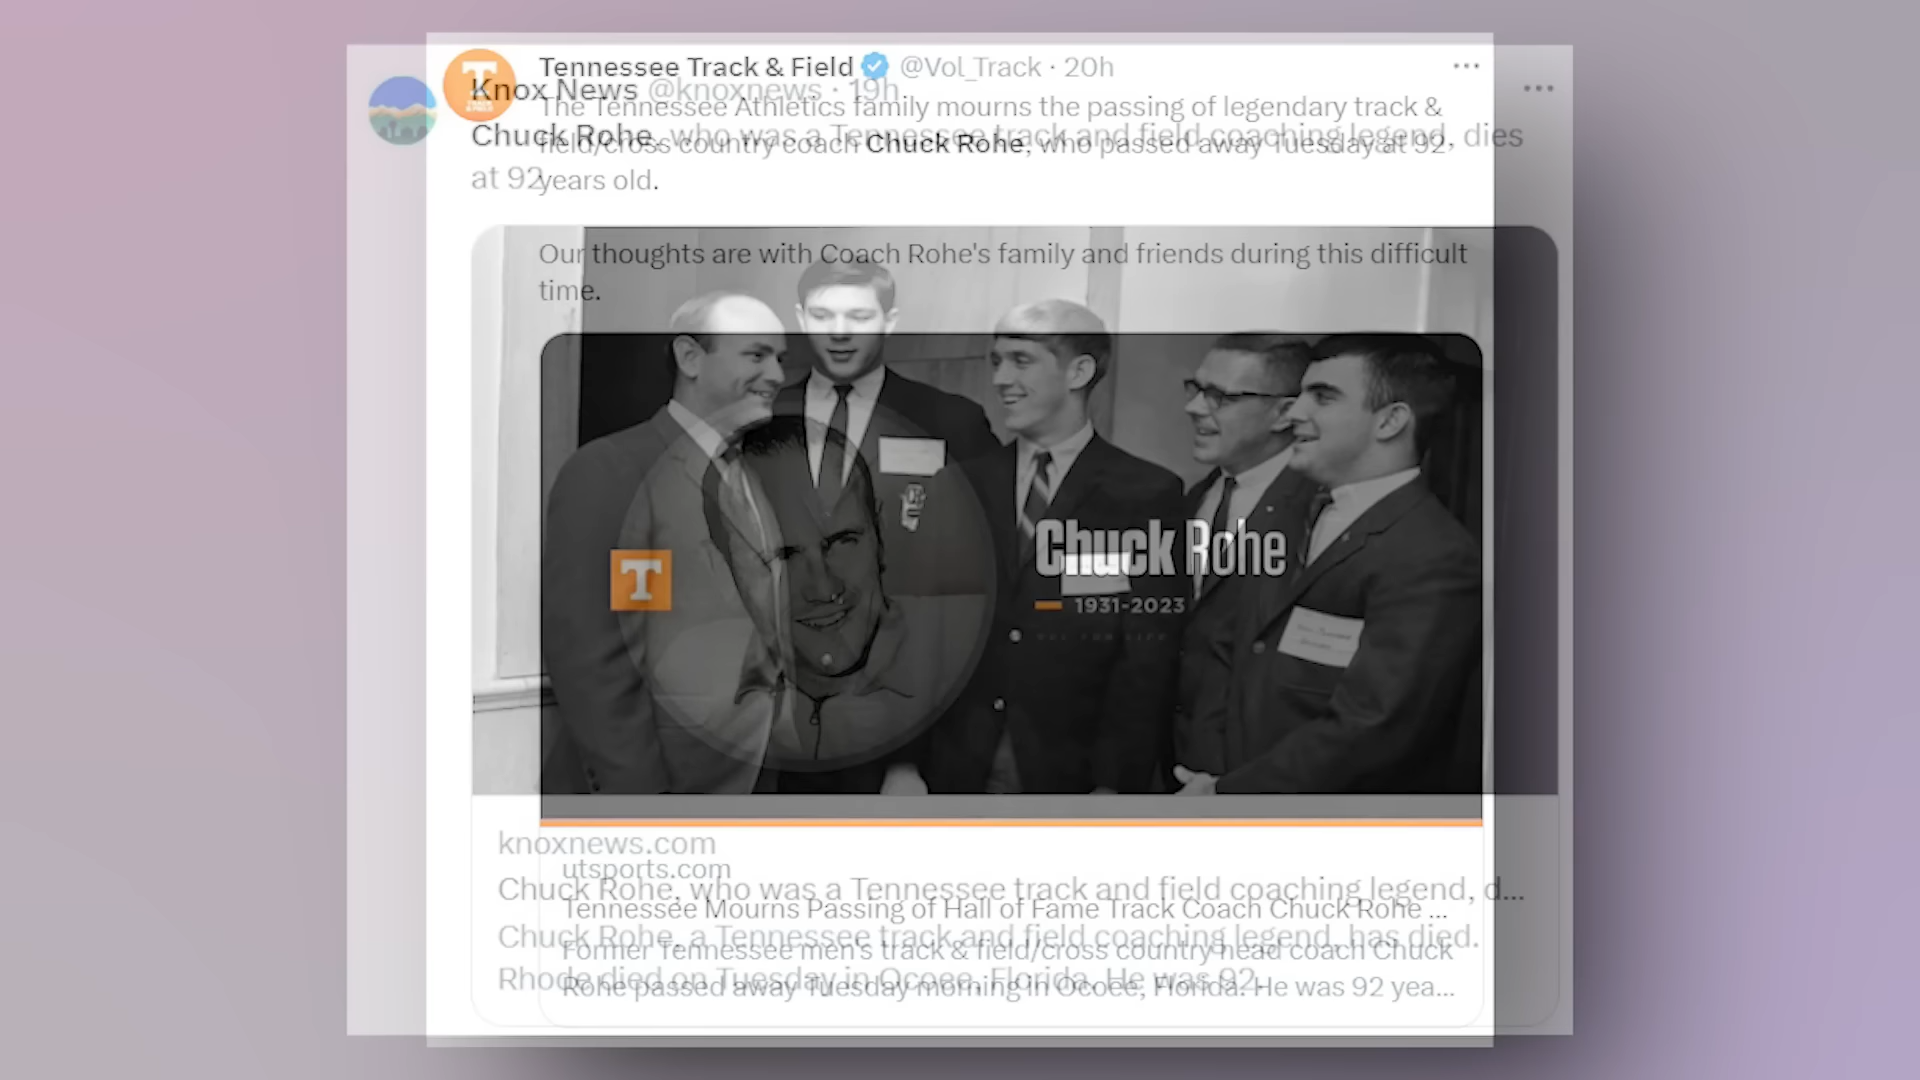 Tennessee Track & Field @Vol_Track · 20h
The Tennessee Athletics family mourns the passing of legendary track &
field/cross country coach Chuck Rohe, who passed away Tuesday at 92
years old.
Our thoughts are with Coach Rohe's family and friends during this difficult
time.
T
Chuck Rohe
1931-2023
VOL FOR LIFE
utsports.com
Tennessee Mourns Passing of Hall of Fame Track Coach Chuck Rohe ...
Former Tennessee men's track & field/cross country head coach Chuck
Rohe passed away Tuesday morning in Ocoee, Florida. He was 92 yea...
Knox News @knoxnews · 19h
Chuck Rohe, who was a Tennessee track and field coaching legend, dies
at 92
knoxnews.com
Chuck Rohe, who was a Tennessee track and field coaching legend, d...
Chuck Rohe, a Tennessee track and field coaching legend, has died.
Rhode died on Tuesday in Ocoee, Florida. He was 92.